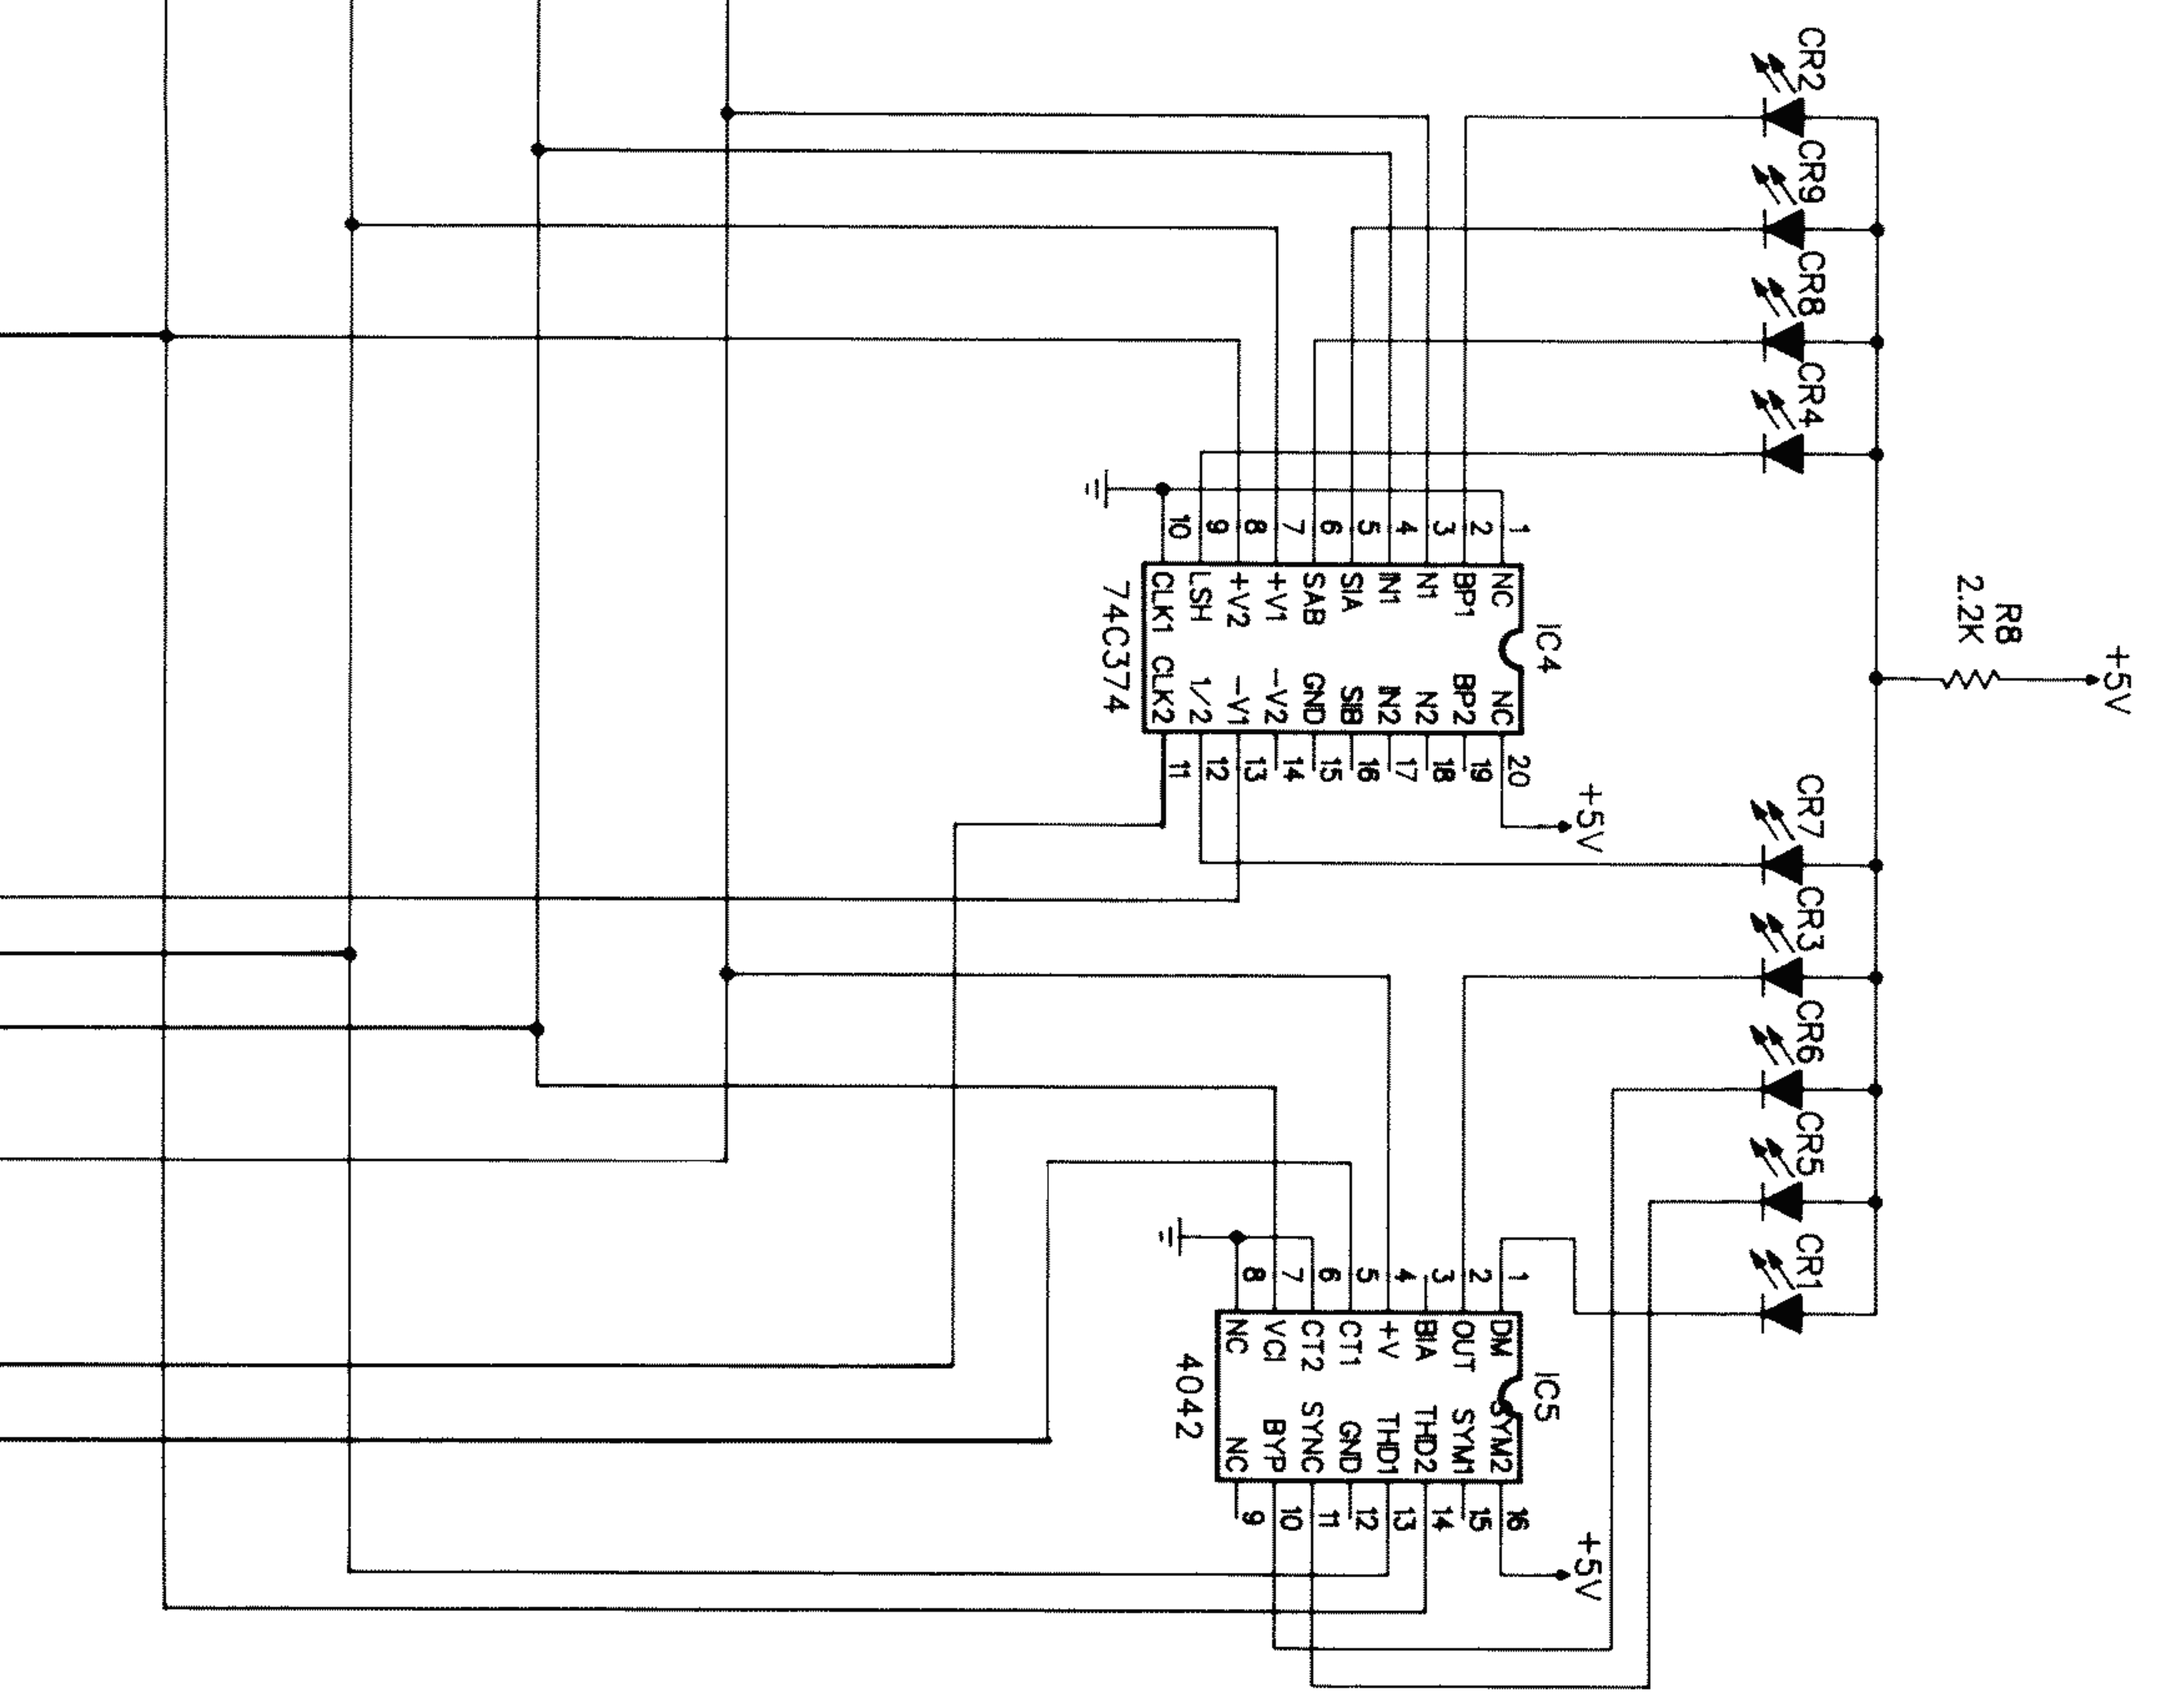 CR2
CR9
CR8
CR4
R8
2.2K
+5V
10 9 8 7 6 5 4 3 2 1
CLK1 LSH +V2 +V1 SAB SIA IN1 N1 BP1 NC
IC4
74C374
CLK2 1/2 -V1 -V2 GND SIB IN2 N2 BP2 NC
11 12 13 14 15 16 17 18 19 20
+5V
CR7
CR3
CR6
CR5
CR1
8 7 6 5 4 3 2 1
NC VCI CT2 CT1 +V BIA OUT DM
IC5
4042
NC BYP SYNC GND THD1 THD2 SYM1 SYM2
9 10 11 12 13 14 15 16
+5V